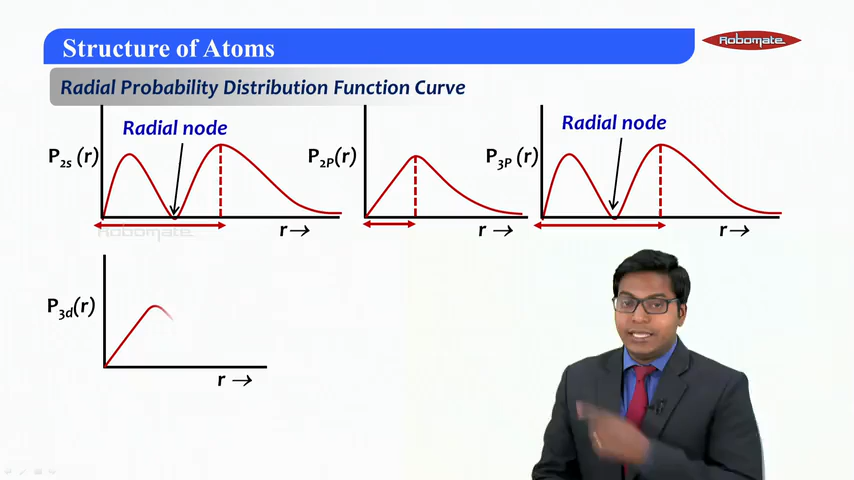 Structure of Atoms
Robomate
Radial Probability Distribution Function Curve
Radial node
Radial node
P2s (r)
P2P(r)
P3P (r)
r→
r→
r→
Robomate
P3d(r)
r→